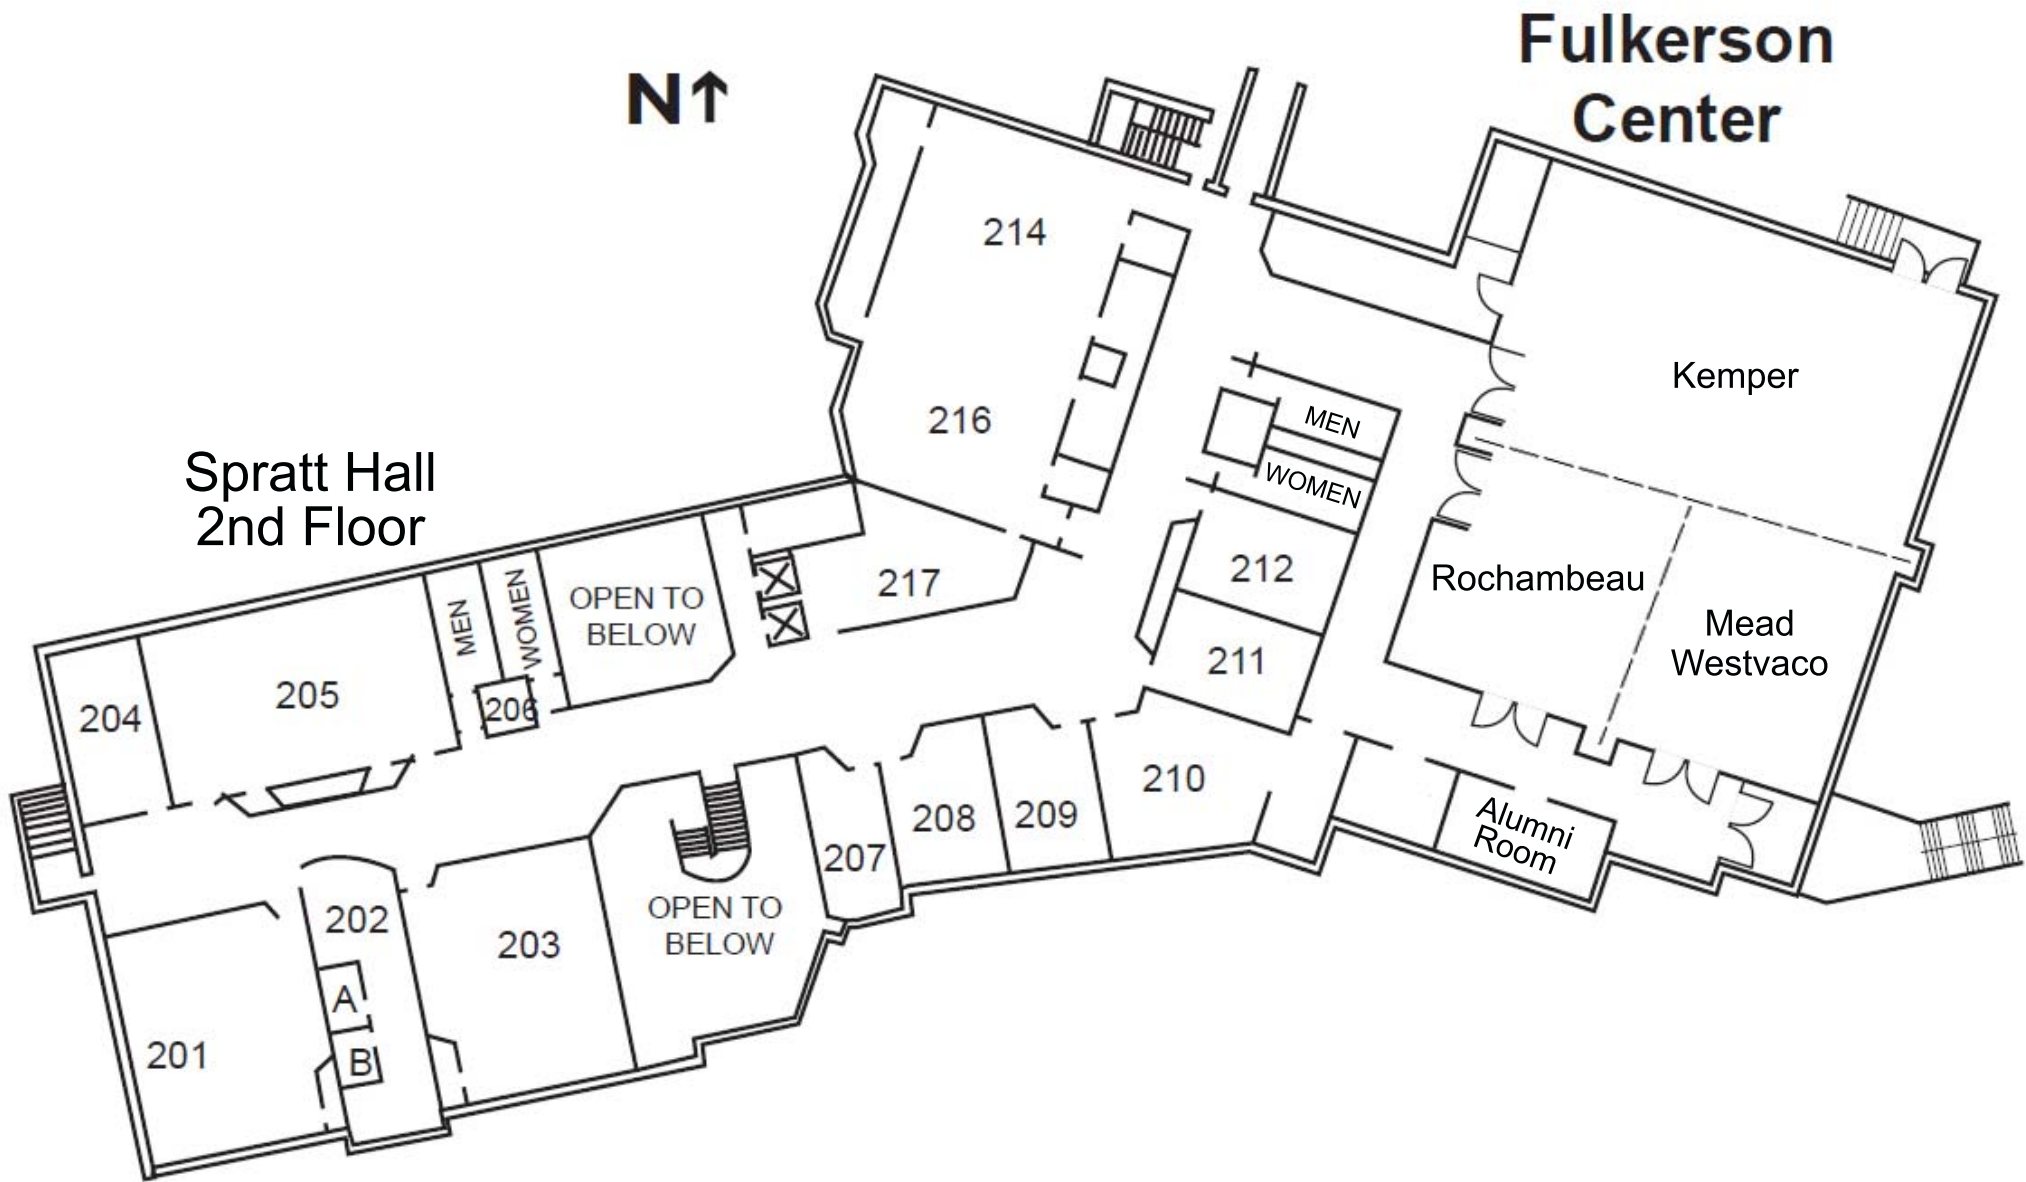 Fulkerson
Center
N↑
214
216
Kemper
MEN
WOMEN
Spratt Hall
2nd Floor
212
217
Rochambeau
OPEN TO
BELOW
MEN
WOMEN
Mead
Westvaco
211
204
205
206
210
208
209
207
Alumni
Room
202
203
OPEN TO
BELOW
A
B
201